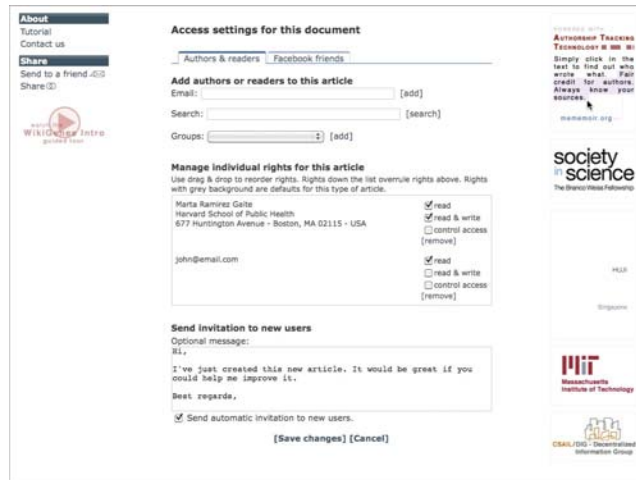 About
Tutorial
Contact us
Share
Send to a friend
Share
WikiGenes Intro
guided tour
Access settings for this document
Authors & readers
Facebook friends
Add authors or readers to this article
Email:
[add]
Search:
[search]
Groups:
[add]
Manage individual rights for this article
Use drag & drop to reorder rights. Rights down the list overrule rights above. Rights
with grey background are defaults for this type of article.
Marta Ramirez Gaite
Harvard School of Public Health
677 Huntington Avenue - Boston, MA 02115 - USA
read
read & write
control access
[remove]
john@email.com
read
read & write
control access
[remove]
Send invitation to new users
Optional message:
Hi,
I've just created this new article. It would be great if you
could help me improve it.
Best regards,
Send automatic invitation to new users.
[Save changes] [Cancel]
POWERED WITH
AUTHORSHIP TRACKING
TECHNOLOGY
Simply click in the
text to find out who
wrote what. Fair
credit for authors.
Always know your
sources.
mememoir.org
society
in science
The Branco Weiss Fellowship
MIT
Massachusetts
Institute of Technology
CSAIL/DIG - Decentralized
Information Group